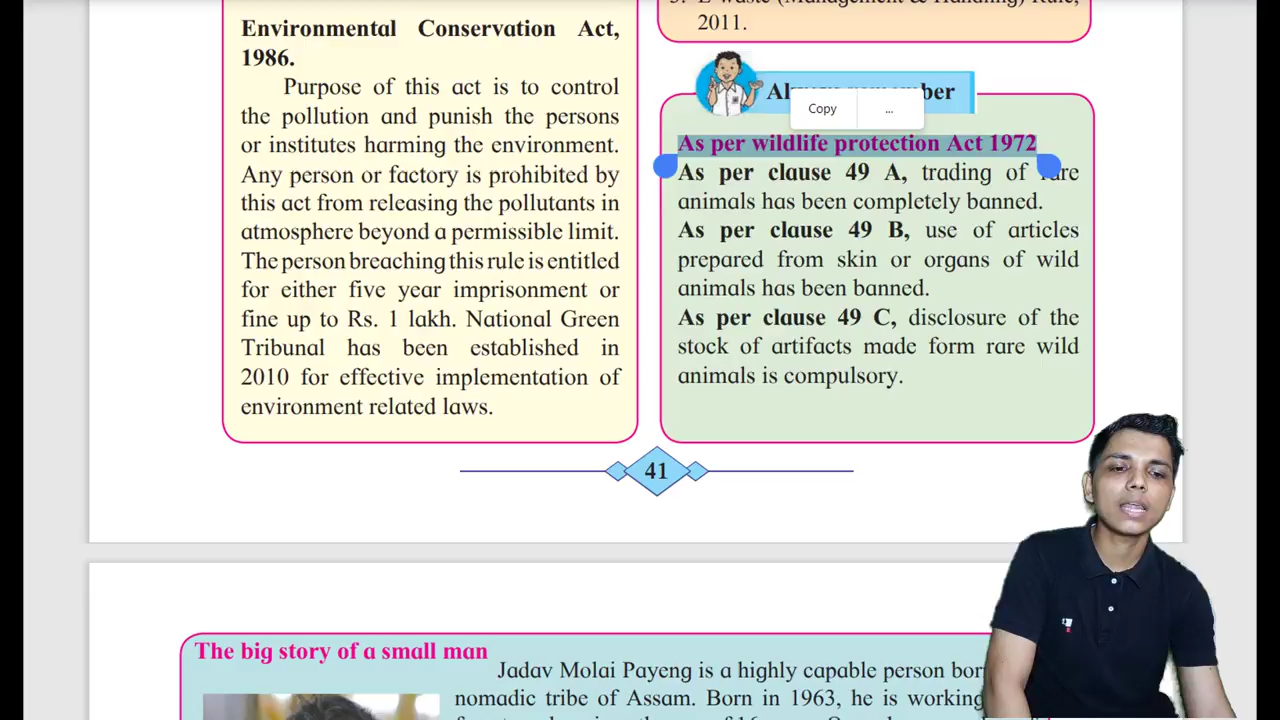 Environmental Conservation Act,
1986.
Purpose of this act is to control
the pollution and punish the persons
or institutes harming the environment.
Any person or factory is prohibited by
this act from releasing the pollutants in
atmosphere beyond a permissible limit.
The person breaching this rule is entitled
for either five year imprisonment or
fine up to Rs. 1 lakh. National Green
Tribunal has been established in
2010 for effective implementation of
environment related laws.
(Management & Handling) Rule,
2011.
Copy
...
As per wildlife protection Act 1972
As per clause 49 A, trading of rare
animals has been completely banned.
As per clause 49 B, use of articles
prepared from skin or organs of wild
animals has been banned.
As per clause 49 C, disclosure of the
stock of artifacts made form rare wild
animals is compulsory.
41
The big story of a small man
Jadav Molai Payeng is a highly capable person
nomadic tribe of Assam. Born in 1963, he is working